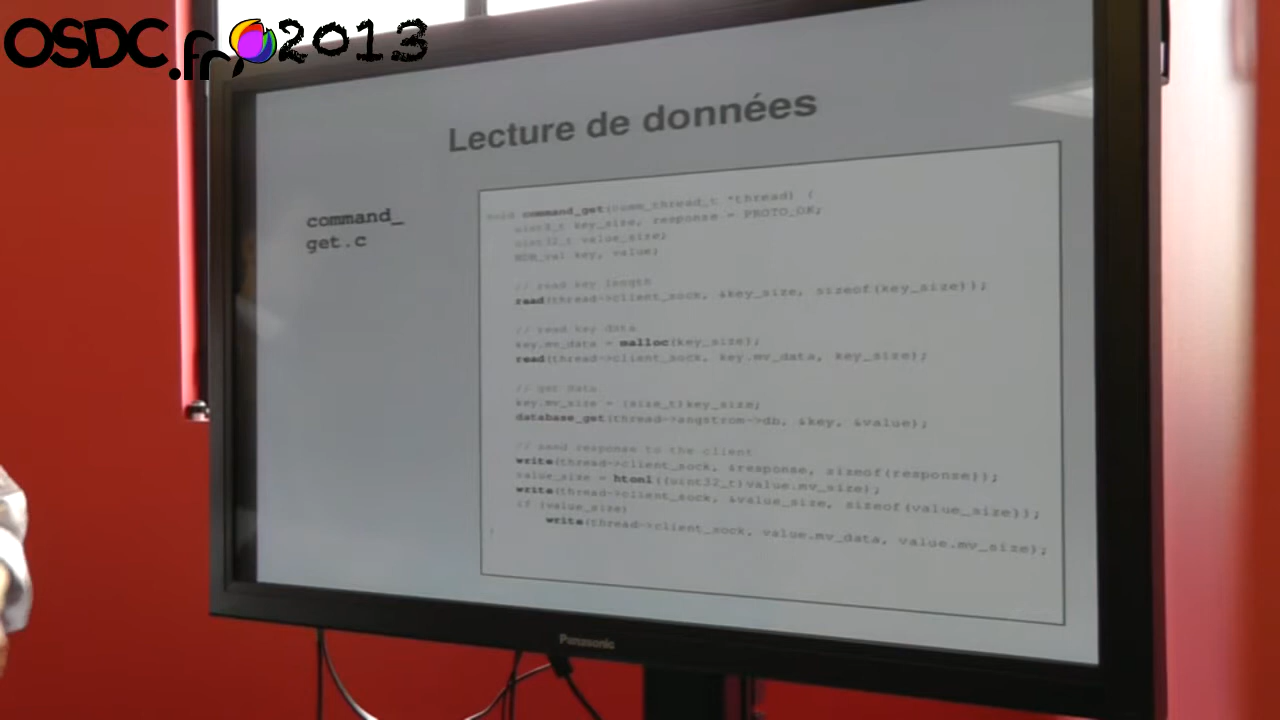 OSDC.fr 2013
Lecture de données
command_
get.c
void command_get(comm_thread_t *thread) {
uint8_t key_size, response = PROTO_OK;
uint32_t value_size;
MDB_val key, value;
// read key length
read(thread->client_sock, &key_size, sizeof(key_size));
// read key data
key.mv_data = malloc(key_size);
read(thread->client_sock, key.mv_data, key_size);
// get data
key.mv_size = (size_t)key_size;
database_get(thread->angstrom->db, &key, &value);
// send response to the client
write(thread->client_sock, &response, sizeof(response));
value_size = htonl((uint32_t)value.mv_size);
write(thread->client_sock, &value_size, sizeof(value_size));
if (value_size)
write(thread->client_sock, value.mv_data, value.mv_size);
}
Panasonic